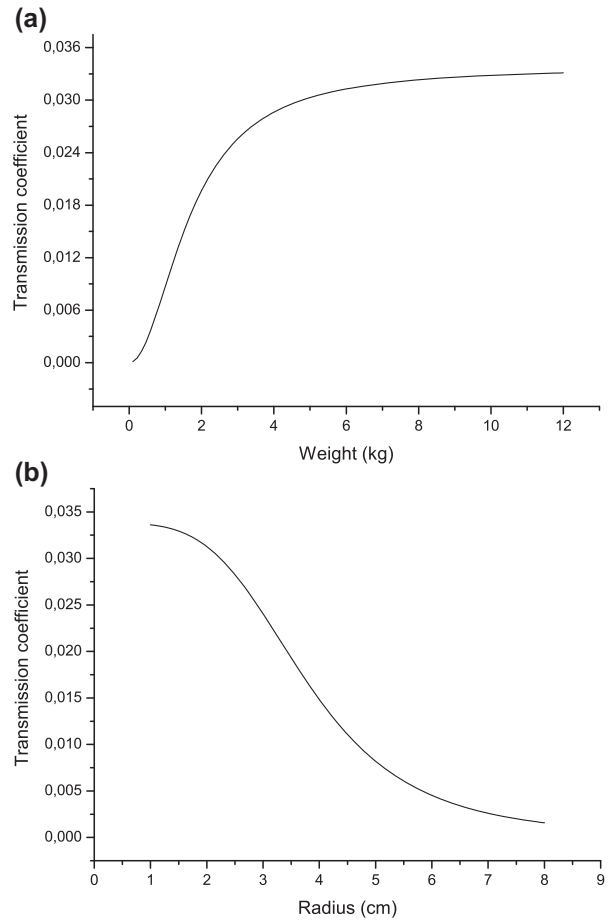 (a)
0,036
0,030
0,024
0,018
0,012
0,006
0,000
Transmission coefficient
0 2 4 6 8 10 12
Weight (kg)
(b)
0,035
0,030
0,025
0,020
0,015
0,010
0,005
0,000
Transmission coefficient
0 1 2 3 4 5 6 7 8 9
Radius (cm)